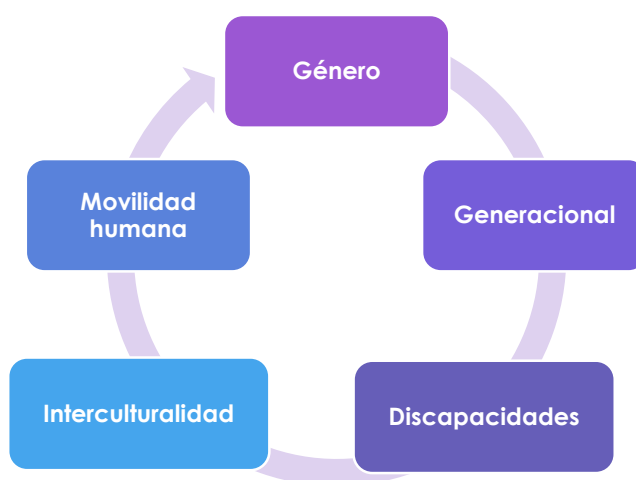 Género
Generacional
Discapacidades
Interculturalidad
Movilidad
humana